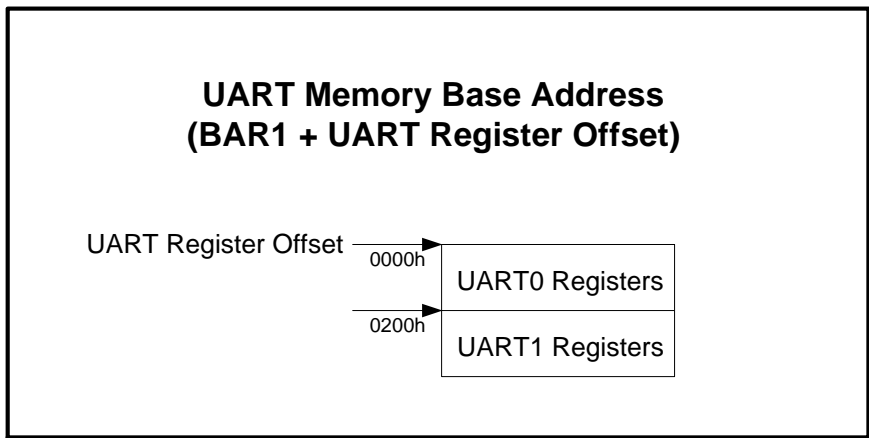 UART Memory Base Address
(BAR1 + UART Register Offset)
UART Register Offset
0000h
UART0 Registers
0200h
UART1 Registers